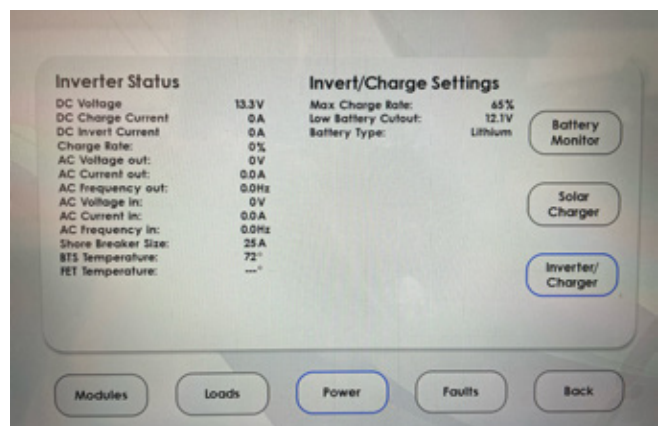 Inverter Status
DC Voltage 13.3V
DC Charge Current 0A
DC Invert Current 0A
Charge Rate: 0%
AC Voltage out: 0V
AC Current out: 0.0A
AC Frequency out: 0.0Hz
AC Voltage in: 0V
AC Current in: 0.0A
AC Frequency in: 0.0Hz
Shore Breaker Size: 25A
BTS Temperature: 72°
FET Temperature: ---°
Invert/Charge Settings
Max Charge Rate: 65%
Low Battery Cutout: 12.1V
Battery Type: Lithium
Battery
Monitor
Solar
Charger
Inverter/
Charger
Modules
Loads
Power
Faults
Back